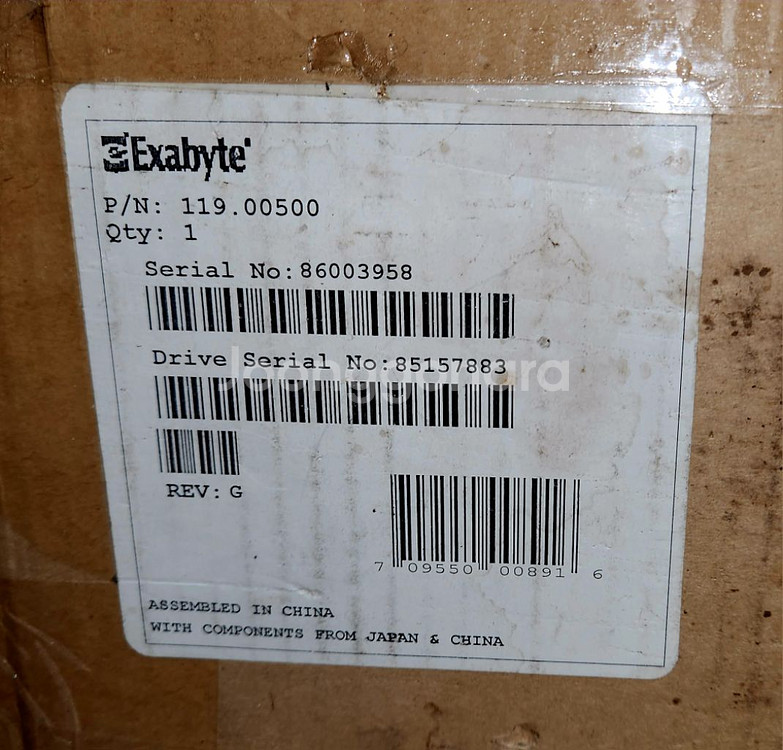 Exabyte
P/N: 119.00500
Qty: 1
Serial No:86003958
Drive Serial No:85157883
Joonggonara
REV: G
7 09550 00891 6
ASSEMBLED IN CHINA
WITH COMPONENTS FROM JAPAN & CHINA